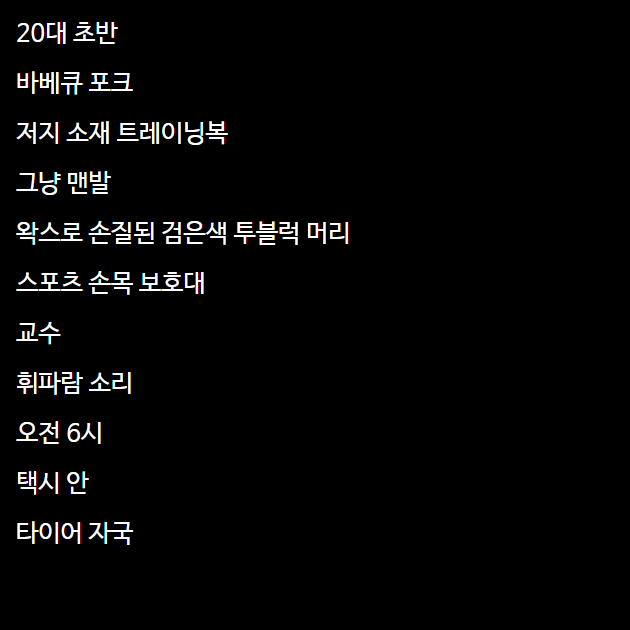 20대 초반
바베큐 포크
저지 소재 트레이닝복
그냥 맨발
왁스로 손질된 검은색 투블럭 머리
스포츠 손목 보호대
교수
휘파람 소리
오전 6시
택시 안
타이어 자국